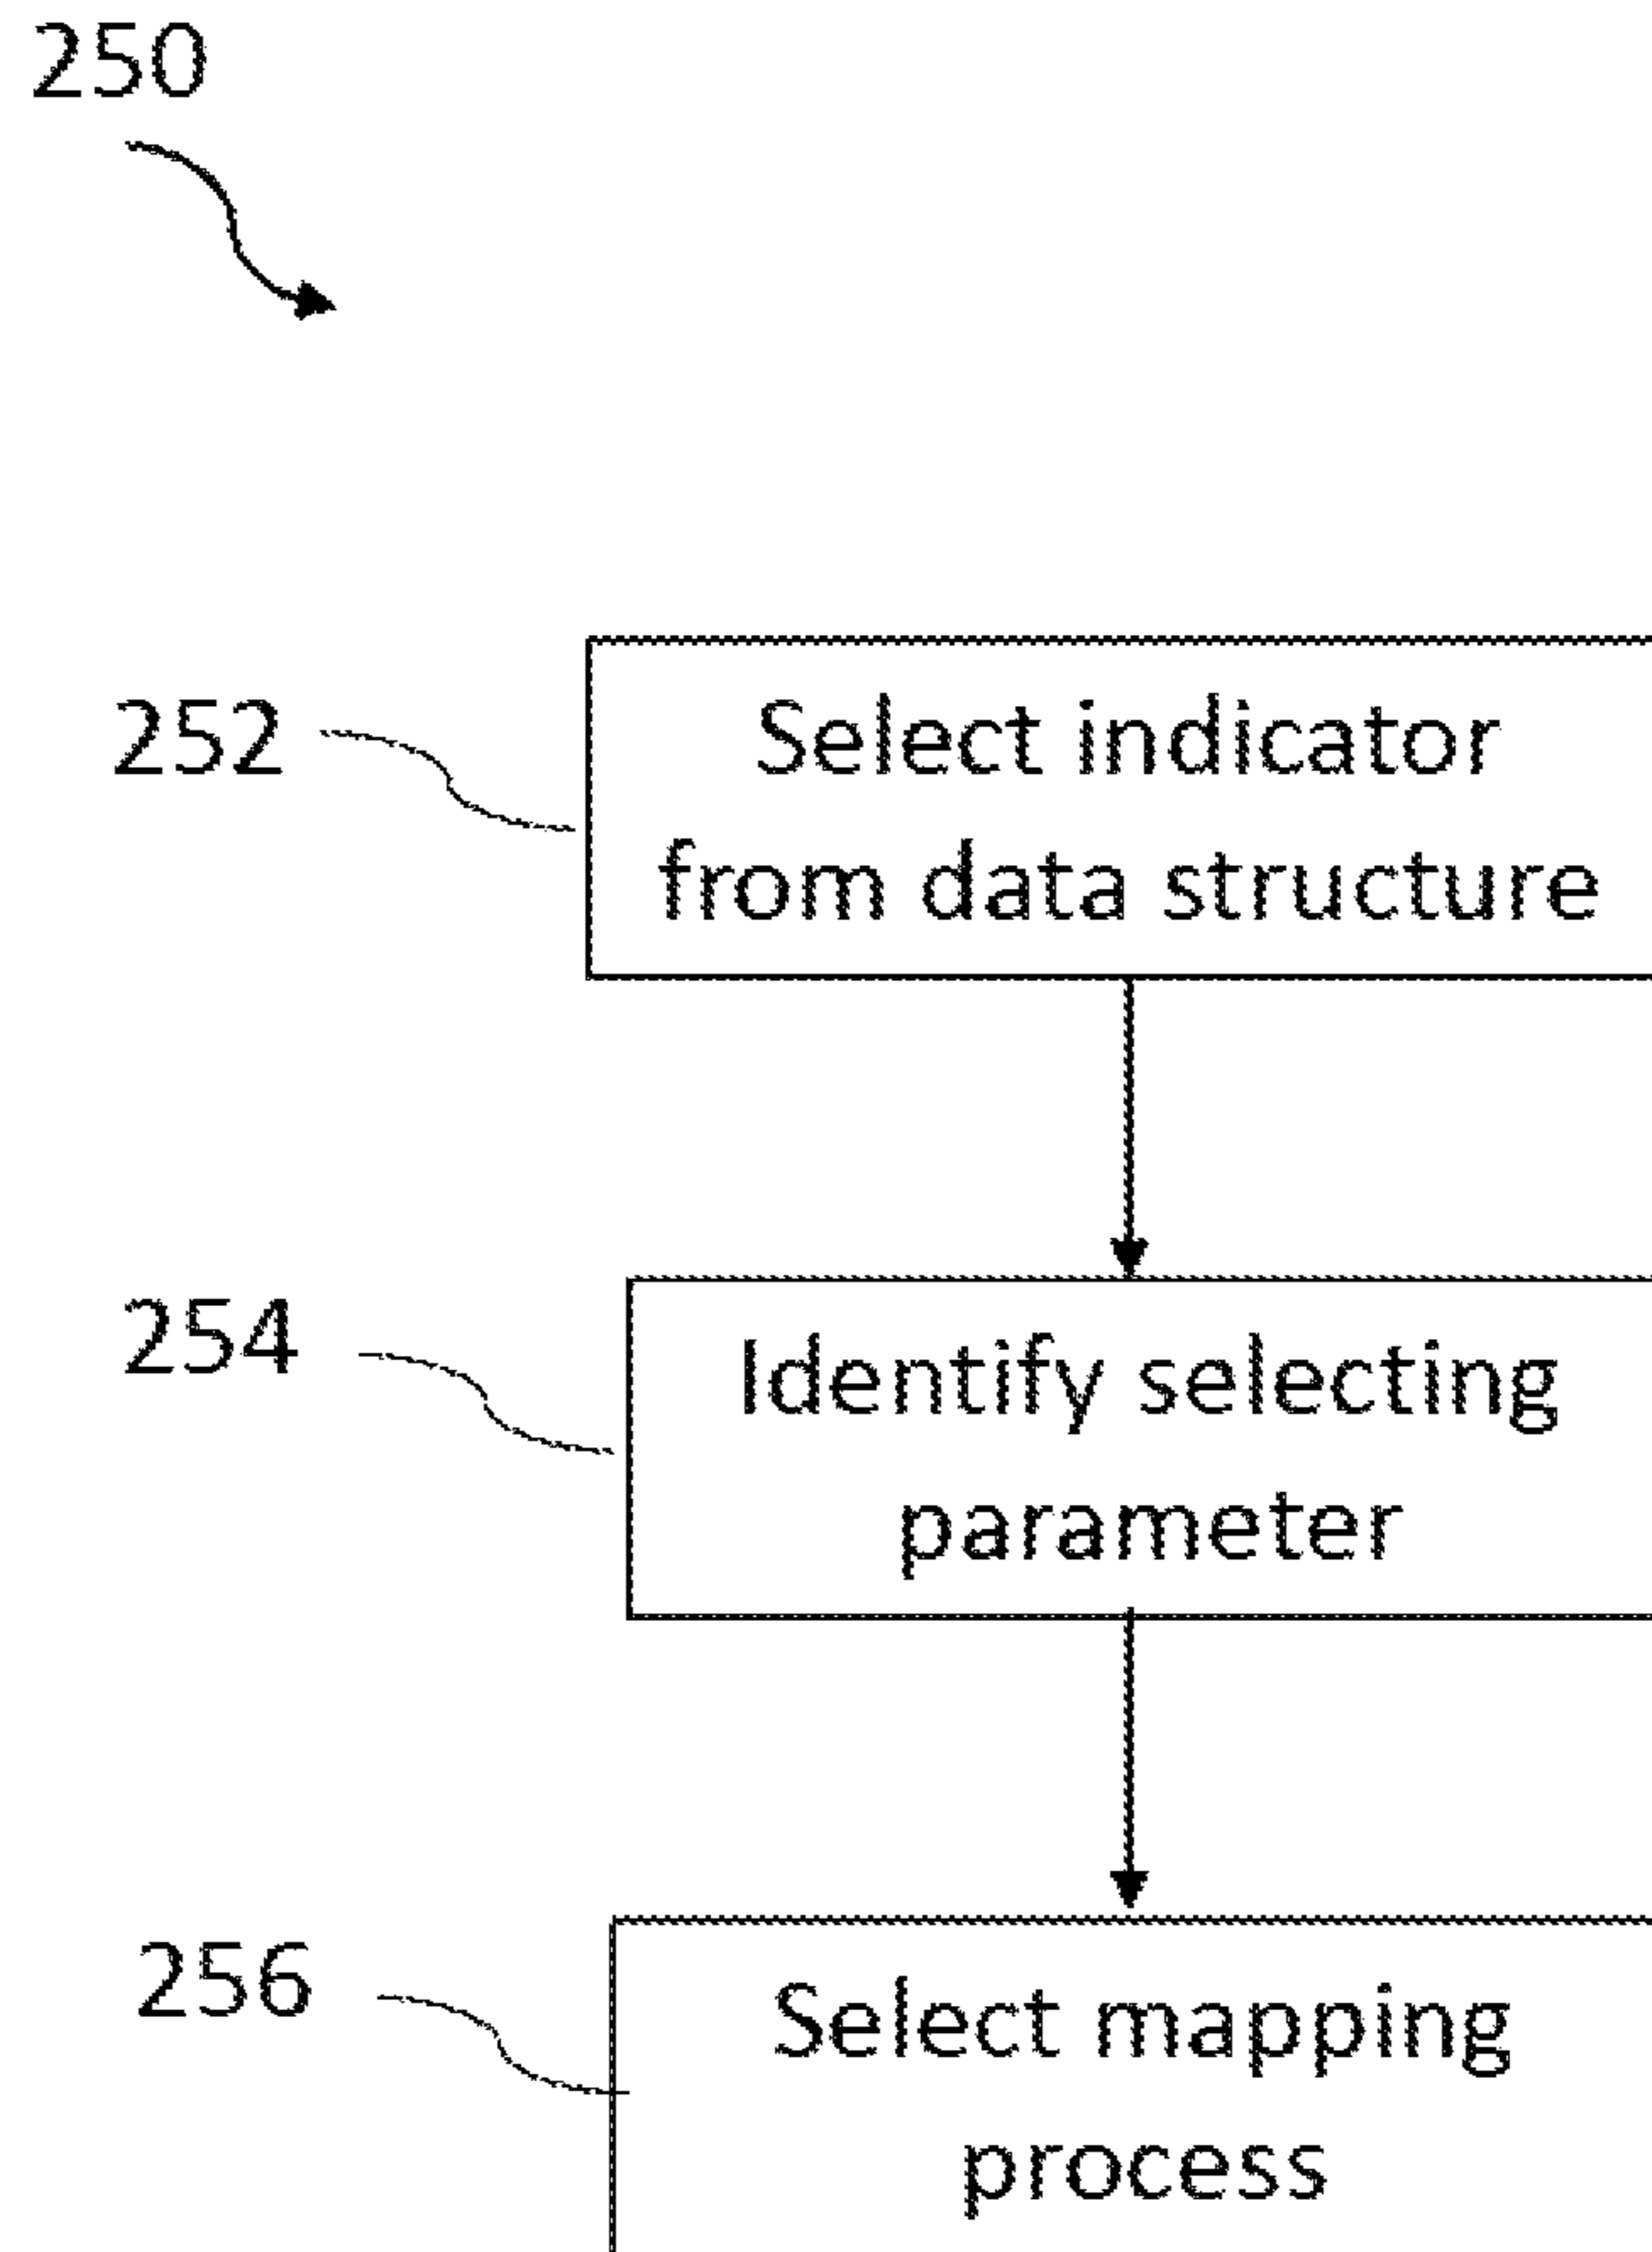 250
252
Select indicator
from data structure
254
Identify selecting
parameter
256
Select mapping
process